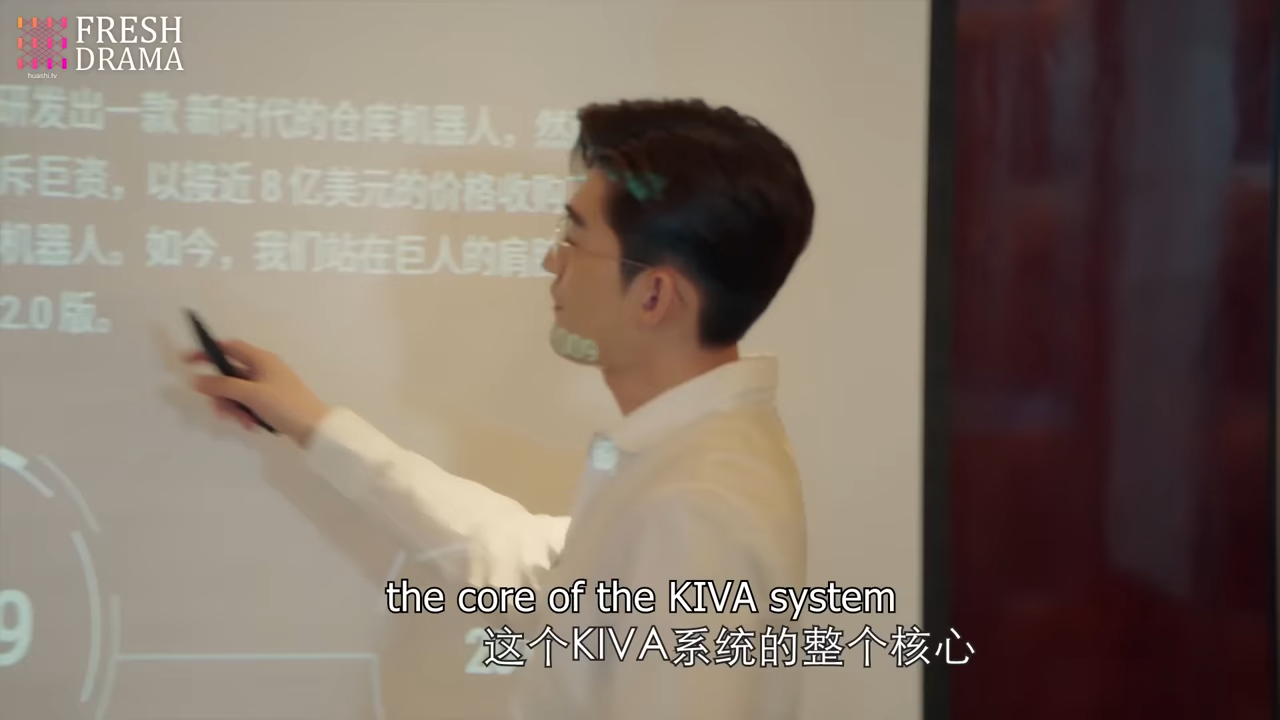 FRESH
DRAMA
huashi.tv
研发出一款新时代的仓库机器人，然
斥巨资，以接近8亿美元的价格收购
机器人。如今，我们站在巨人的肩
2.0版。
9
the core of the KIVA system
这个KIVA系统的整个核心